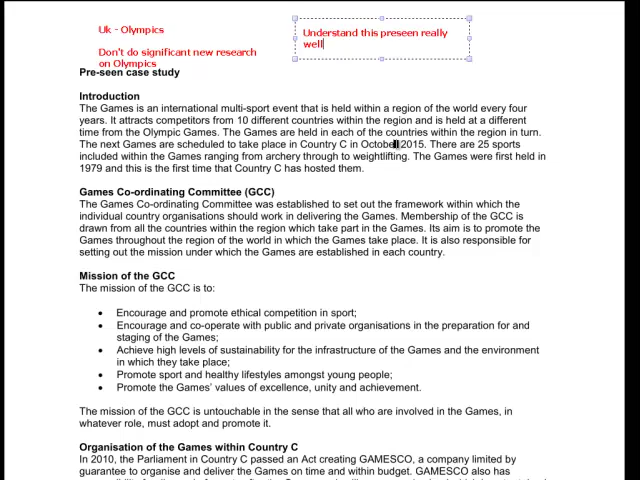 Uk - Olympics
Don't do significant new research
on Olympics
Understand this preseen really
well
Pre-seen case study
Introduction
The Games is an international multi-sport event that is held within a region of the world every four
years. It attracts competitors from 10 different countries within the region and is held at a different
time from the Olympic Games. The Games are held in each of the countries within the region in turn.
The next Games are scheduled to take place in Country C in October 2015. There are 25 sports
included within the Games ranging from archery through to weightlifting. The Games were first held in
1979 and this is the first time that Country C has hosted them.
Games Co-ordinating Committee (GCC)
The Games Co-ordinating Committee was established to set out the framework within which the
individual country organisations should work in delivering the Games. Membership of the GCC is
drawn from all the countries within the region which take part in the Games. Its aim is to promote the
Games throughout the region of the world in which the Games take place. It is also responsible for
setting out the mission under which the Games are established in each country.
Mission of the GCC
The mission of the GCC is to:
• Encourage and promote ethical competition in sport;
• Encourage and co-operate with public and private organisations in the preparation for and
staging of the Games;
• Achieve high levels of sustainability for the infrastructure of the Games and the environment
in which they take place;
• Promote sport and healthy lifestyles amongst young people;
• Promote the Games' values of excellence, unity and achievement.
The mission of the GCC is untouchable in the sense that all who are involved in the Games, in
whatever role, must adopt and promote it.
Organisation of the Games within Country C
In 2010, the Parliament in Country C passed an Act creating GAMESCO, a company limited by
guarantee to organise and deliver the Games on time and within budget. GAMESCO also has